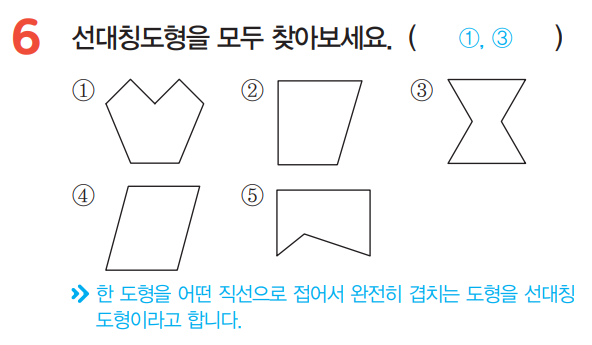 6 선대칭도형을 모두 찾아보세요. ( ①, ③ )
① ② ③
④ ⑤
» 한 도형을 어떤 직선으로 접어서 완전히 겹치는 도형을 선대칭
도형이라고 합니다.